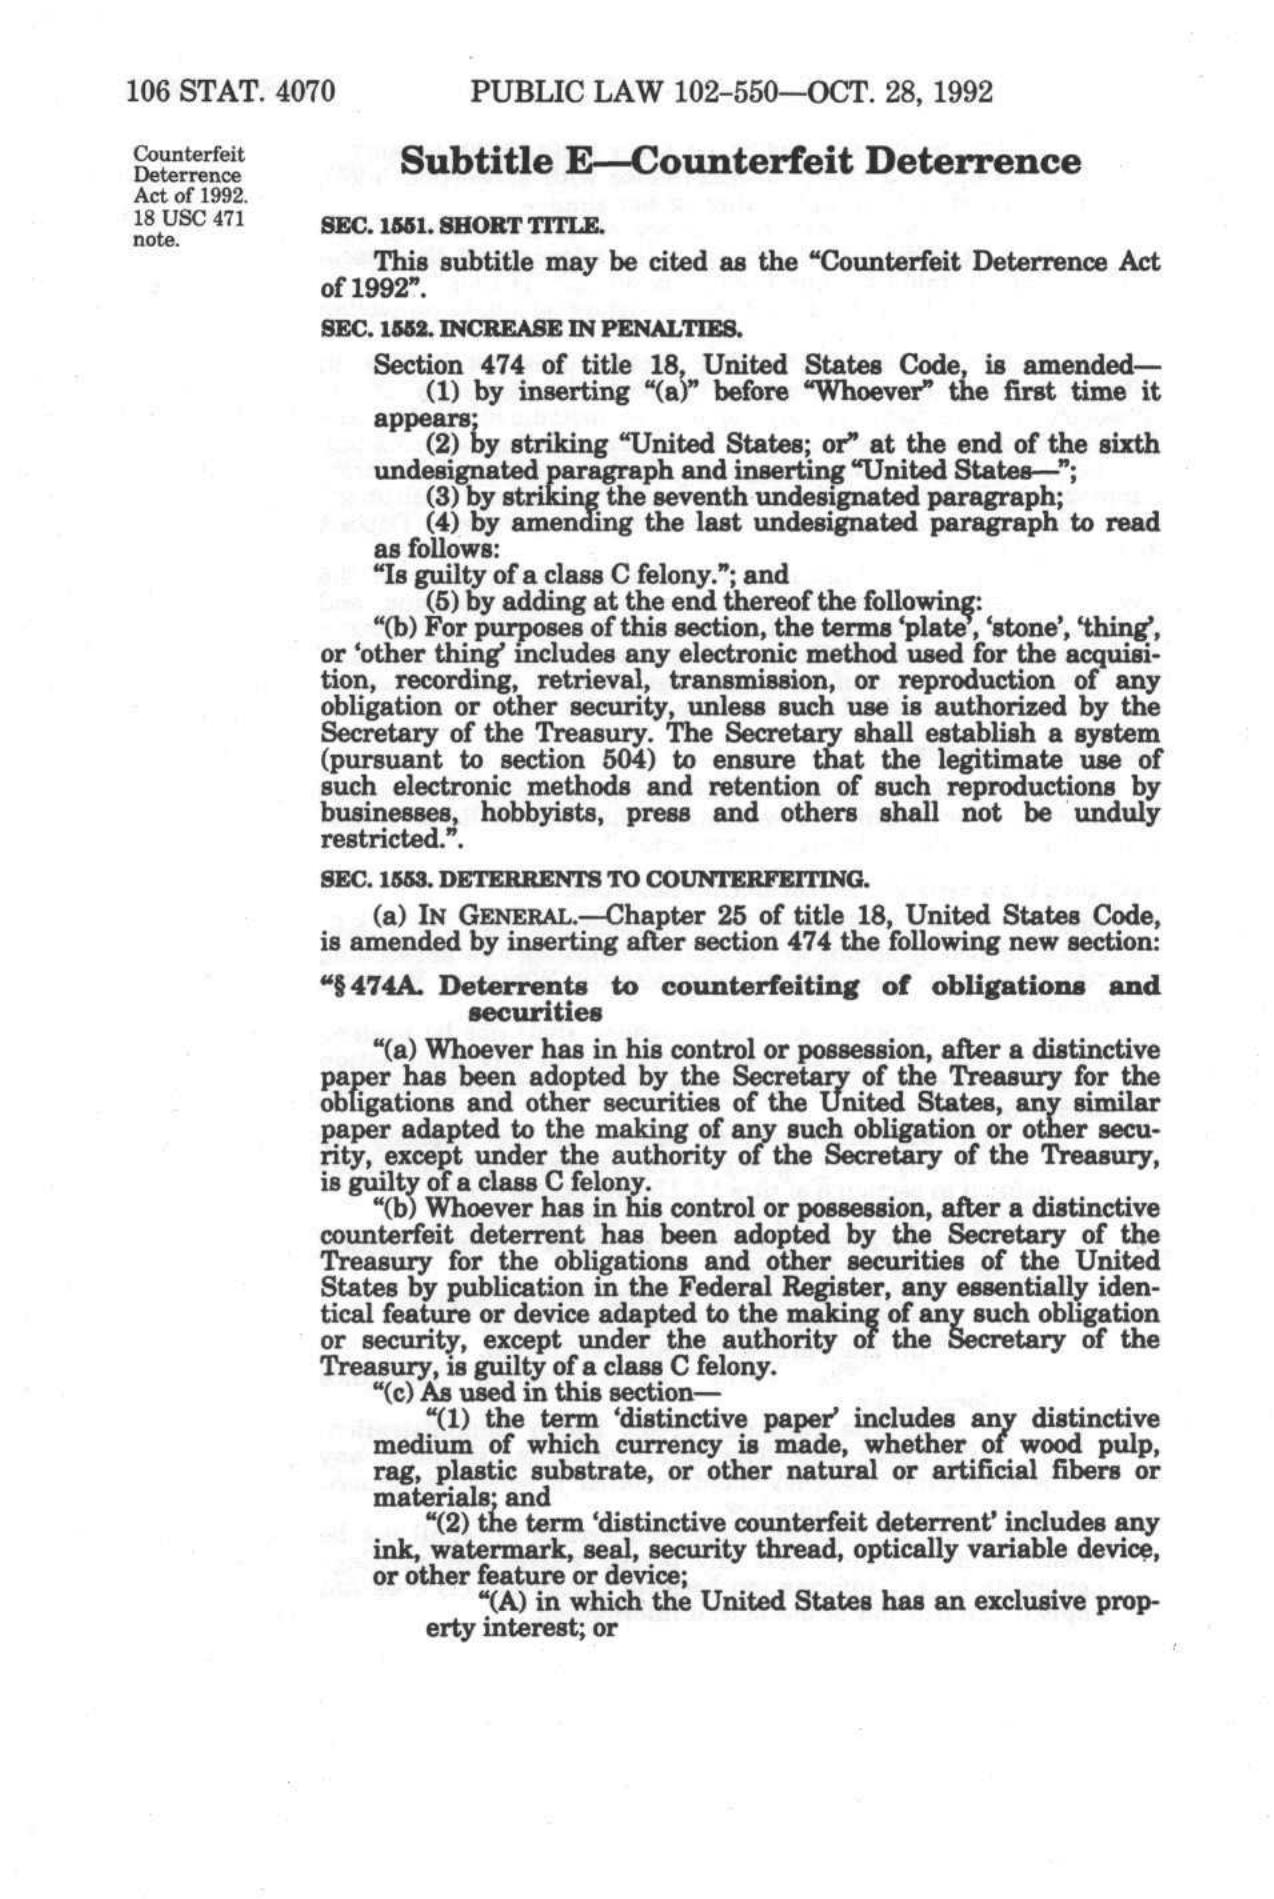 106 STAT. 4070 PUBLIC LAW 102-550—OCT. 28, 1992
Counterfeit
Deterrence
Act of 1992.
18 USC 471
note.
Subtitle E—Counterfeit Deterrence
SEC. 1551. SHORT TITLE.
This subtitle may be cited as the “Counterfeit Deterrence Act
of 1992”.
SEC. 1552. INCREASE IN PENALTIES.
Section 474 of title 18, United States Code, is amended—
(1) by inserting “(a)” before “Whoever” the first time it
appears;
(2) by striking “United States; or” at the end of the sixth
undesignated paragraph and inserting “United States—”;
(3) by striking the seventh undesignated paragraph;
(4) by amending the last undesignated paragraph to read
as follows:
“Is guilty of a class C felony.”; and
(5) by adding at the end thereof the following:
“(b) For purposes of this section, the terms ‘plate’, ‘stone’, ‘thing’,
or ‘other thing’ includes any electronic method used for the acquisi-
tion, recording, retrieval, transmission, or reproduction of any
obligation or other security, unless such use is authorized by the
Secretary of the Treasury. The Secretary shall establish a system
(pursuant to section 504) to ensure that the legitimate use of
such electronic methods and retention of such reproductions by
businesses, hobbyists, press and others shall not be unduly
restricted.”.
SEC. 1553. DETERRENTS TO COUNTERFEITING.
(a) IN GENERAL.—Chapter 25 of title 18, United States Code,
is amended by inserting after section 474 the following new section:
“§ 474A. Deterrents to counterfeiting of obligations and
securities
“(a) Whoever has in his control or possession, after a distinctive
paper has been adopted by the Secretary of the Treasury for the
obligations and other securities of the United States, any similar
paper adapted to the making of any such obligation or other secu-
rity, except under the authority of the Secretary of the Treasury,
is guilty of a class C felony.
“(b) Whoever has in his control or possession, after a distinctive
counterfeit deterrent has been adopted by the Secretary of the
Treasury for the obligations and other securities of the United
States by publication in the Federal Register, any essentially iden-
tical feature or device adapted to the making of any such obligation
or security, except under the authority of the Secretary of the
Treasury, is guilty of a class C felony.
“(c) As used in this section—
“(1) the term ‘distinctive paper’ includes any distinctive
medium of which currency is made, whether of wood pulp,
rag, plastic substrate, or other natural or artificial fibers or
materials; and
“(2) the term ‘distinctive counterfeit deterrent’ includes any
ink, watermark, seal, security thread, optically variable device,
or other feature or device;
“(A) in which the United States has an exclusive prop-
erty interest; or